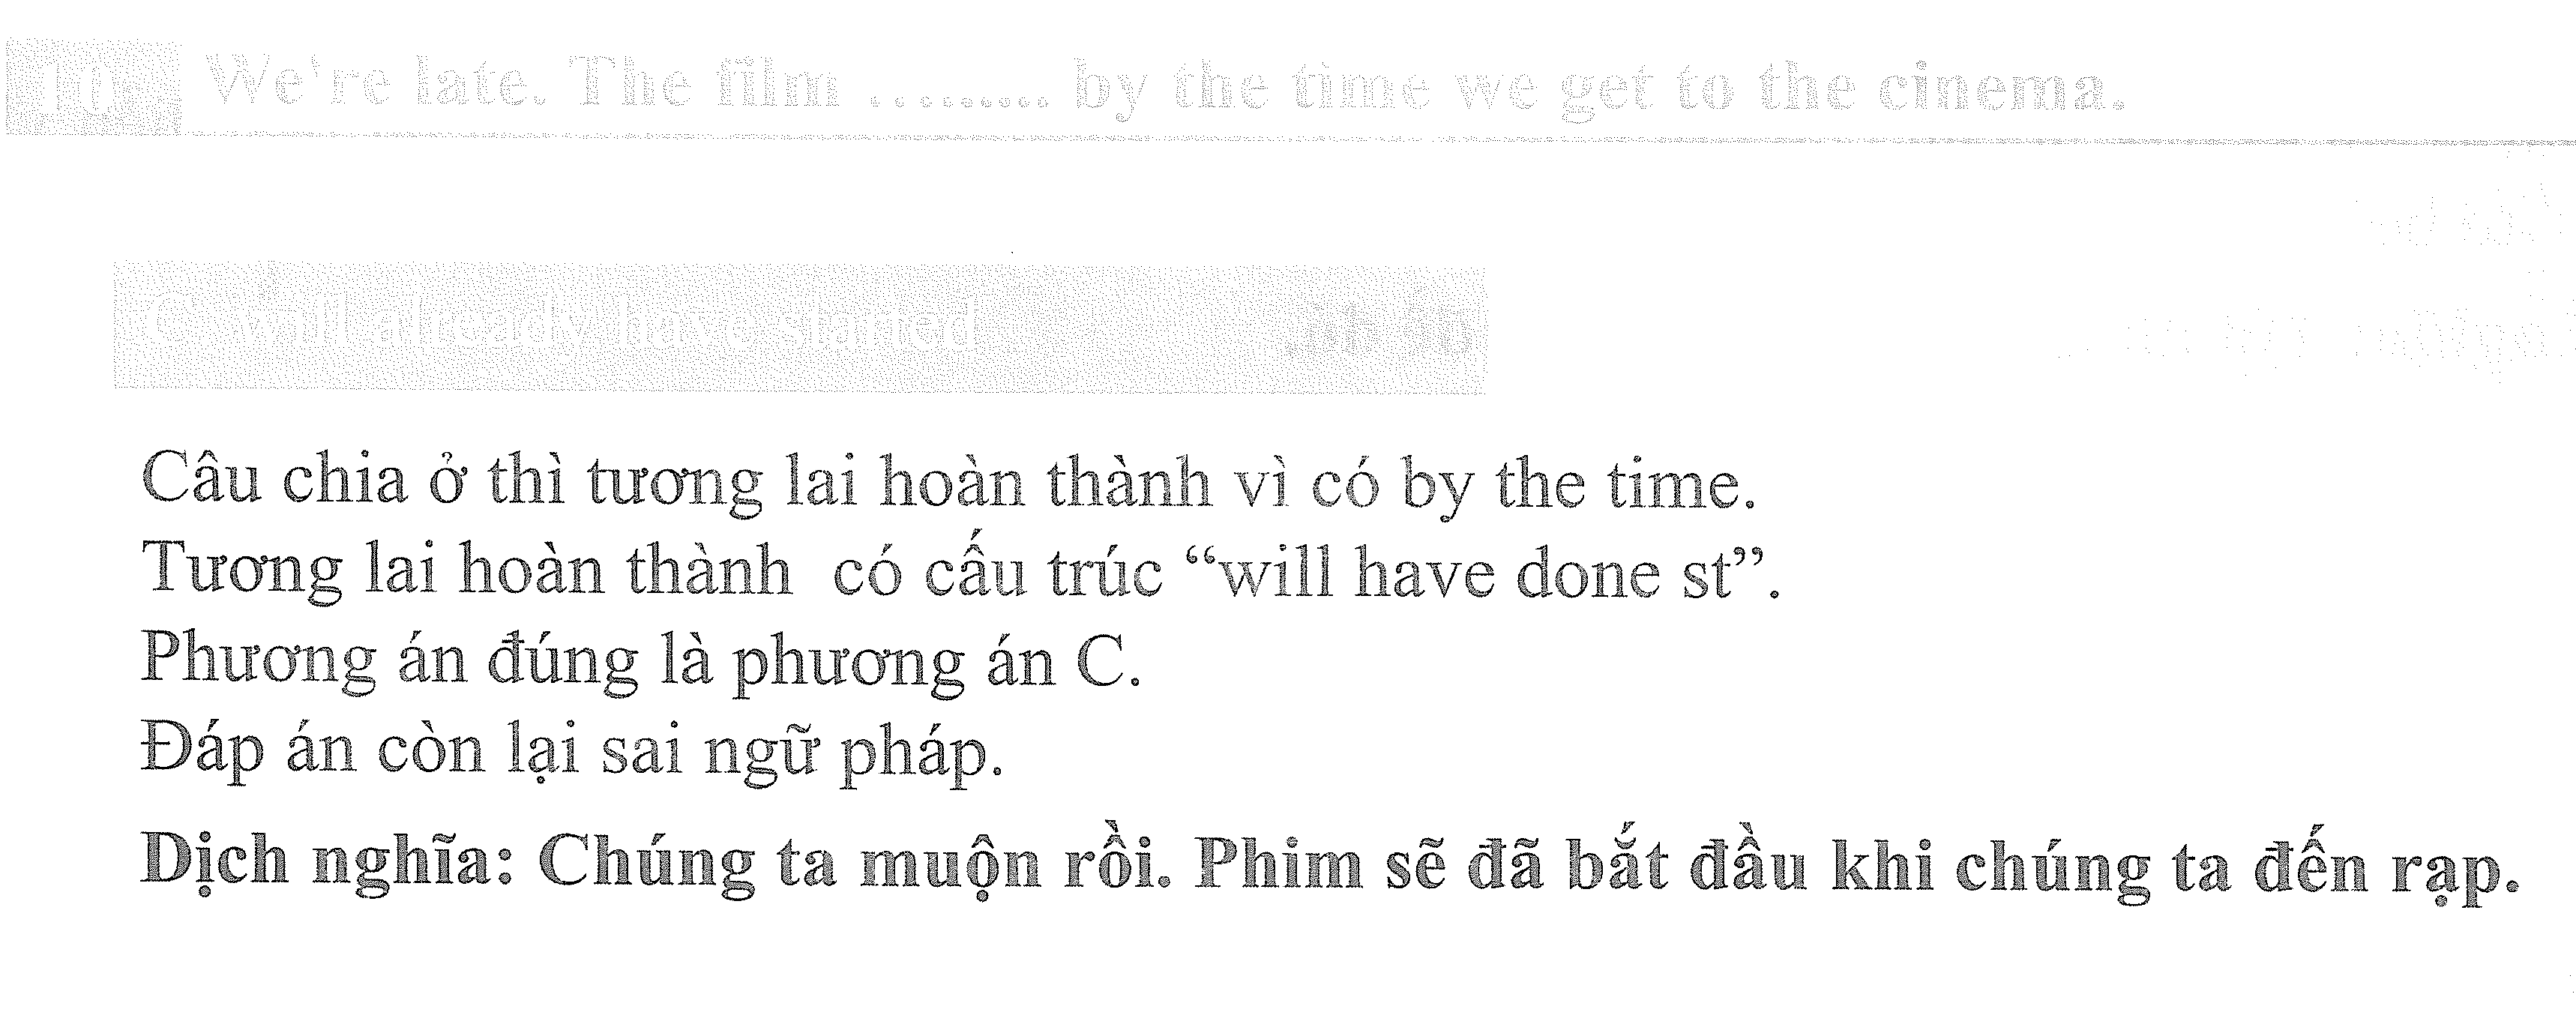 10 We're late. The film ......... by the time we get to the cinema.
C. will already have started
Câu chia ở thì tương lai hoàn thành vì có by the time.
Tương lai hoàn thành có cấu trúc “will have done st”.
Phương án đúng là phương án C.
Đáp án còn lại sai ngữ pháp.
Dịch nghĩa: Chúng ta muộn rồi. Phim sẽ đã bắt đầu khi chúng ta đến rạp.